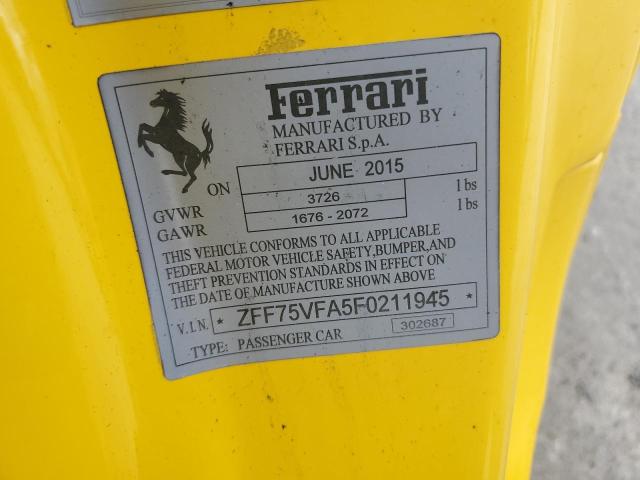 Ferrari
MANUFACTURED BY
FERRARI S.p.A.
ON JUNE 2015
GVWR 3726 lbs
GAWR 1676 - 2072 lbs
THIS VEHICLE CONFORMS TO ALL APPLICABLE
FEDERAL MOTOR VEHICLE SAFETY,BUMPER,AND
THEFT PREVENTION STANDARDS IN EFFECT ON
THE DATE OF MANUFACTURE SHOWN ABOVE
V.I.N. * ZFF75VFA5F0211945 *
TYPE: PASSENGER CAR 302687